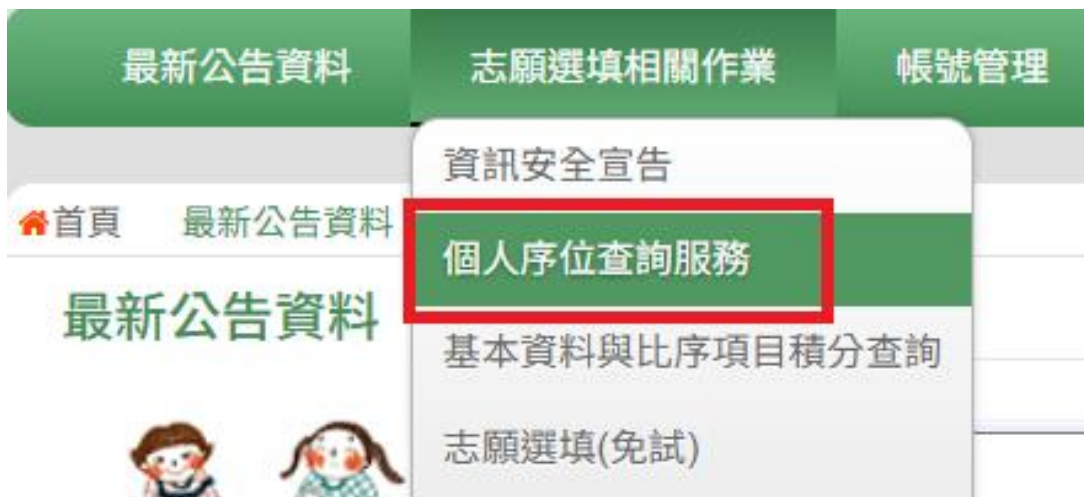 最新公告資料 志願選填相關作業 帳號管理
資訊安全宣告
首頁 最新公告資料
個人序位查詢服務
最新公告資料
基本資料與比序項目積分查詢
志願選填(免試)